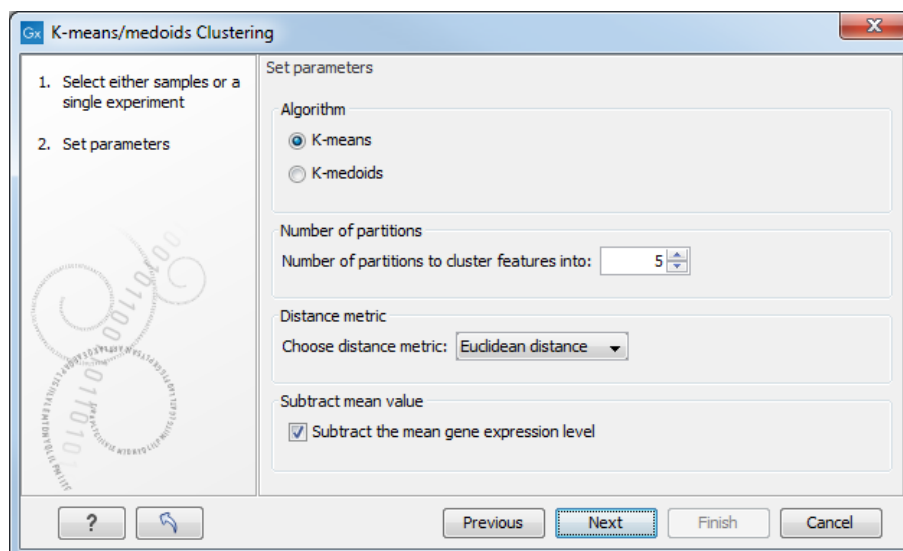 Gx K-means/medoids Clustering
1. Select either samples or a
single experiment
2. Set parameters
Set parameters
Algorithm
K-means
K-medoids
Number of partitions
Number of partitions to cluster features into: 5
Distance metric
Choose distance metric: Euclidean distance
Subtract mean value
Subtract the mean gene expression level
? Previous Next Finish Cancel